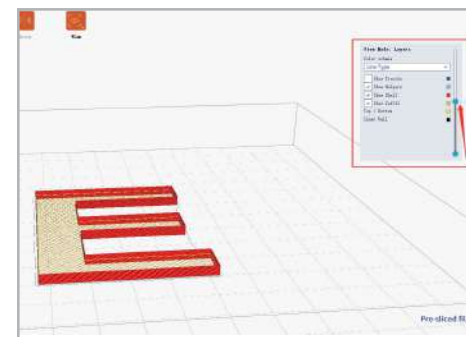 View
View Mode: Layers
Color scheme
Line Type
Show Travels
Show Helpers
Show Shell
Show Infill
Top / Bottom
Inner Wall
Pre-sliced fil